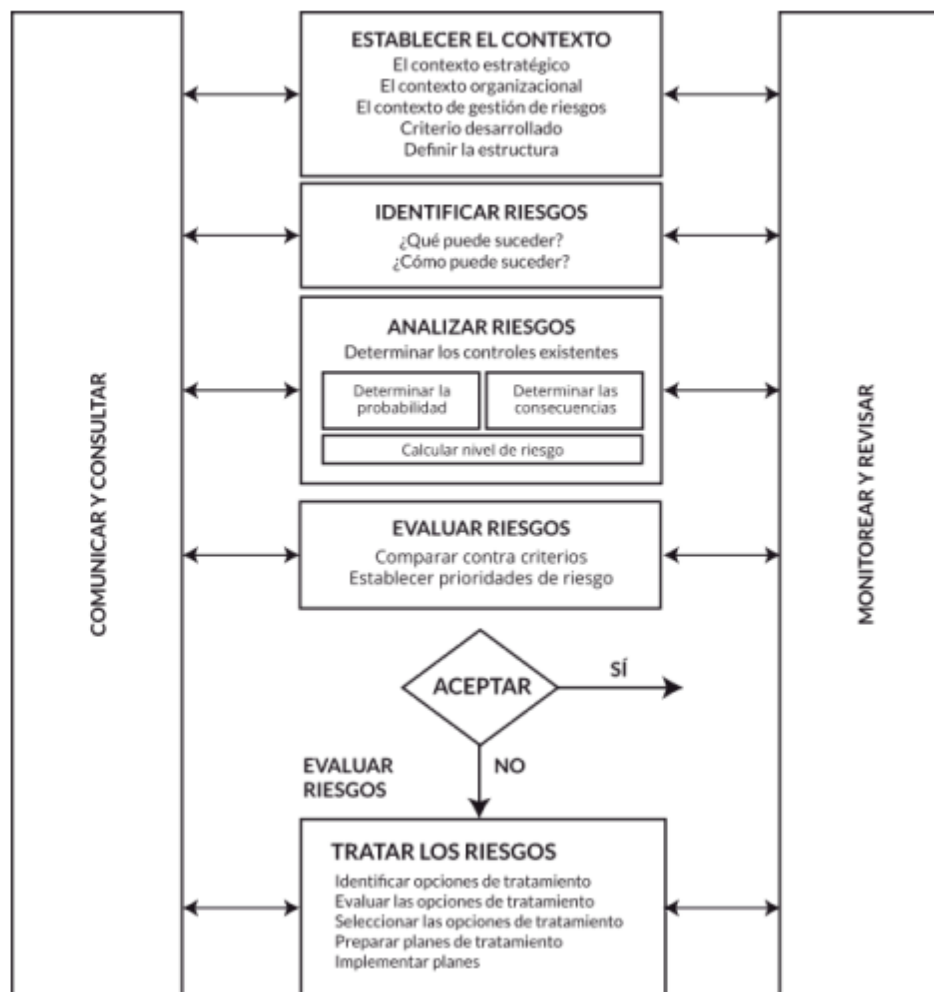 COMUNICAR Y CONSULTAR
ESTABLECER EL CONTEXTO
El contexto estratégico
El contexto organizacional
El contexto de gestión de riesgos
Criterio desarrollado
Definir la estructura
IDENTIFICAR RIESGOS
¿Qué puede suceder?
¿Cómo puede suceder?
ANALIZAR RIESGOS
Determinar los controles existentes
Determinar la
probabilidad
Determinar las
consecuencias
Calcular nivel de riesgo
EVALUAR RIESGOS
Comparar contra criterios
Establecer prioridades de riesgo
ACEPTAR
SÍ
NO
EVALUAR
RIESGOS
TRATAR LOS RIESGOS
Identificar opciones de tratamiento
Evaluar las opciones de tratamiento
Seleccionar las opciones de tratamiento
Preparar planes de tratamiento
Implementar planes
MONITOREAR Y REVISAR